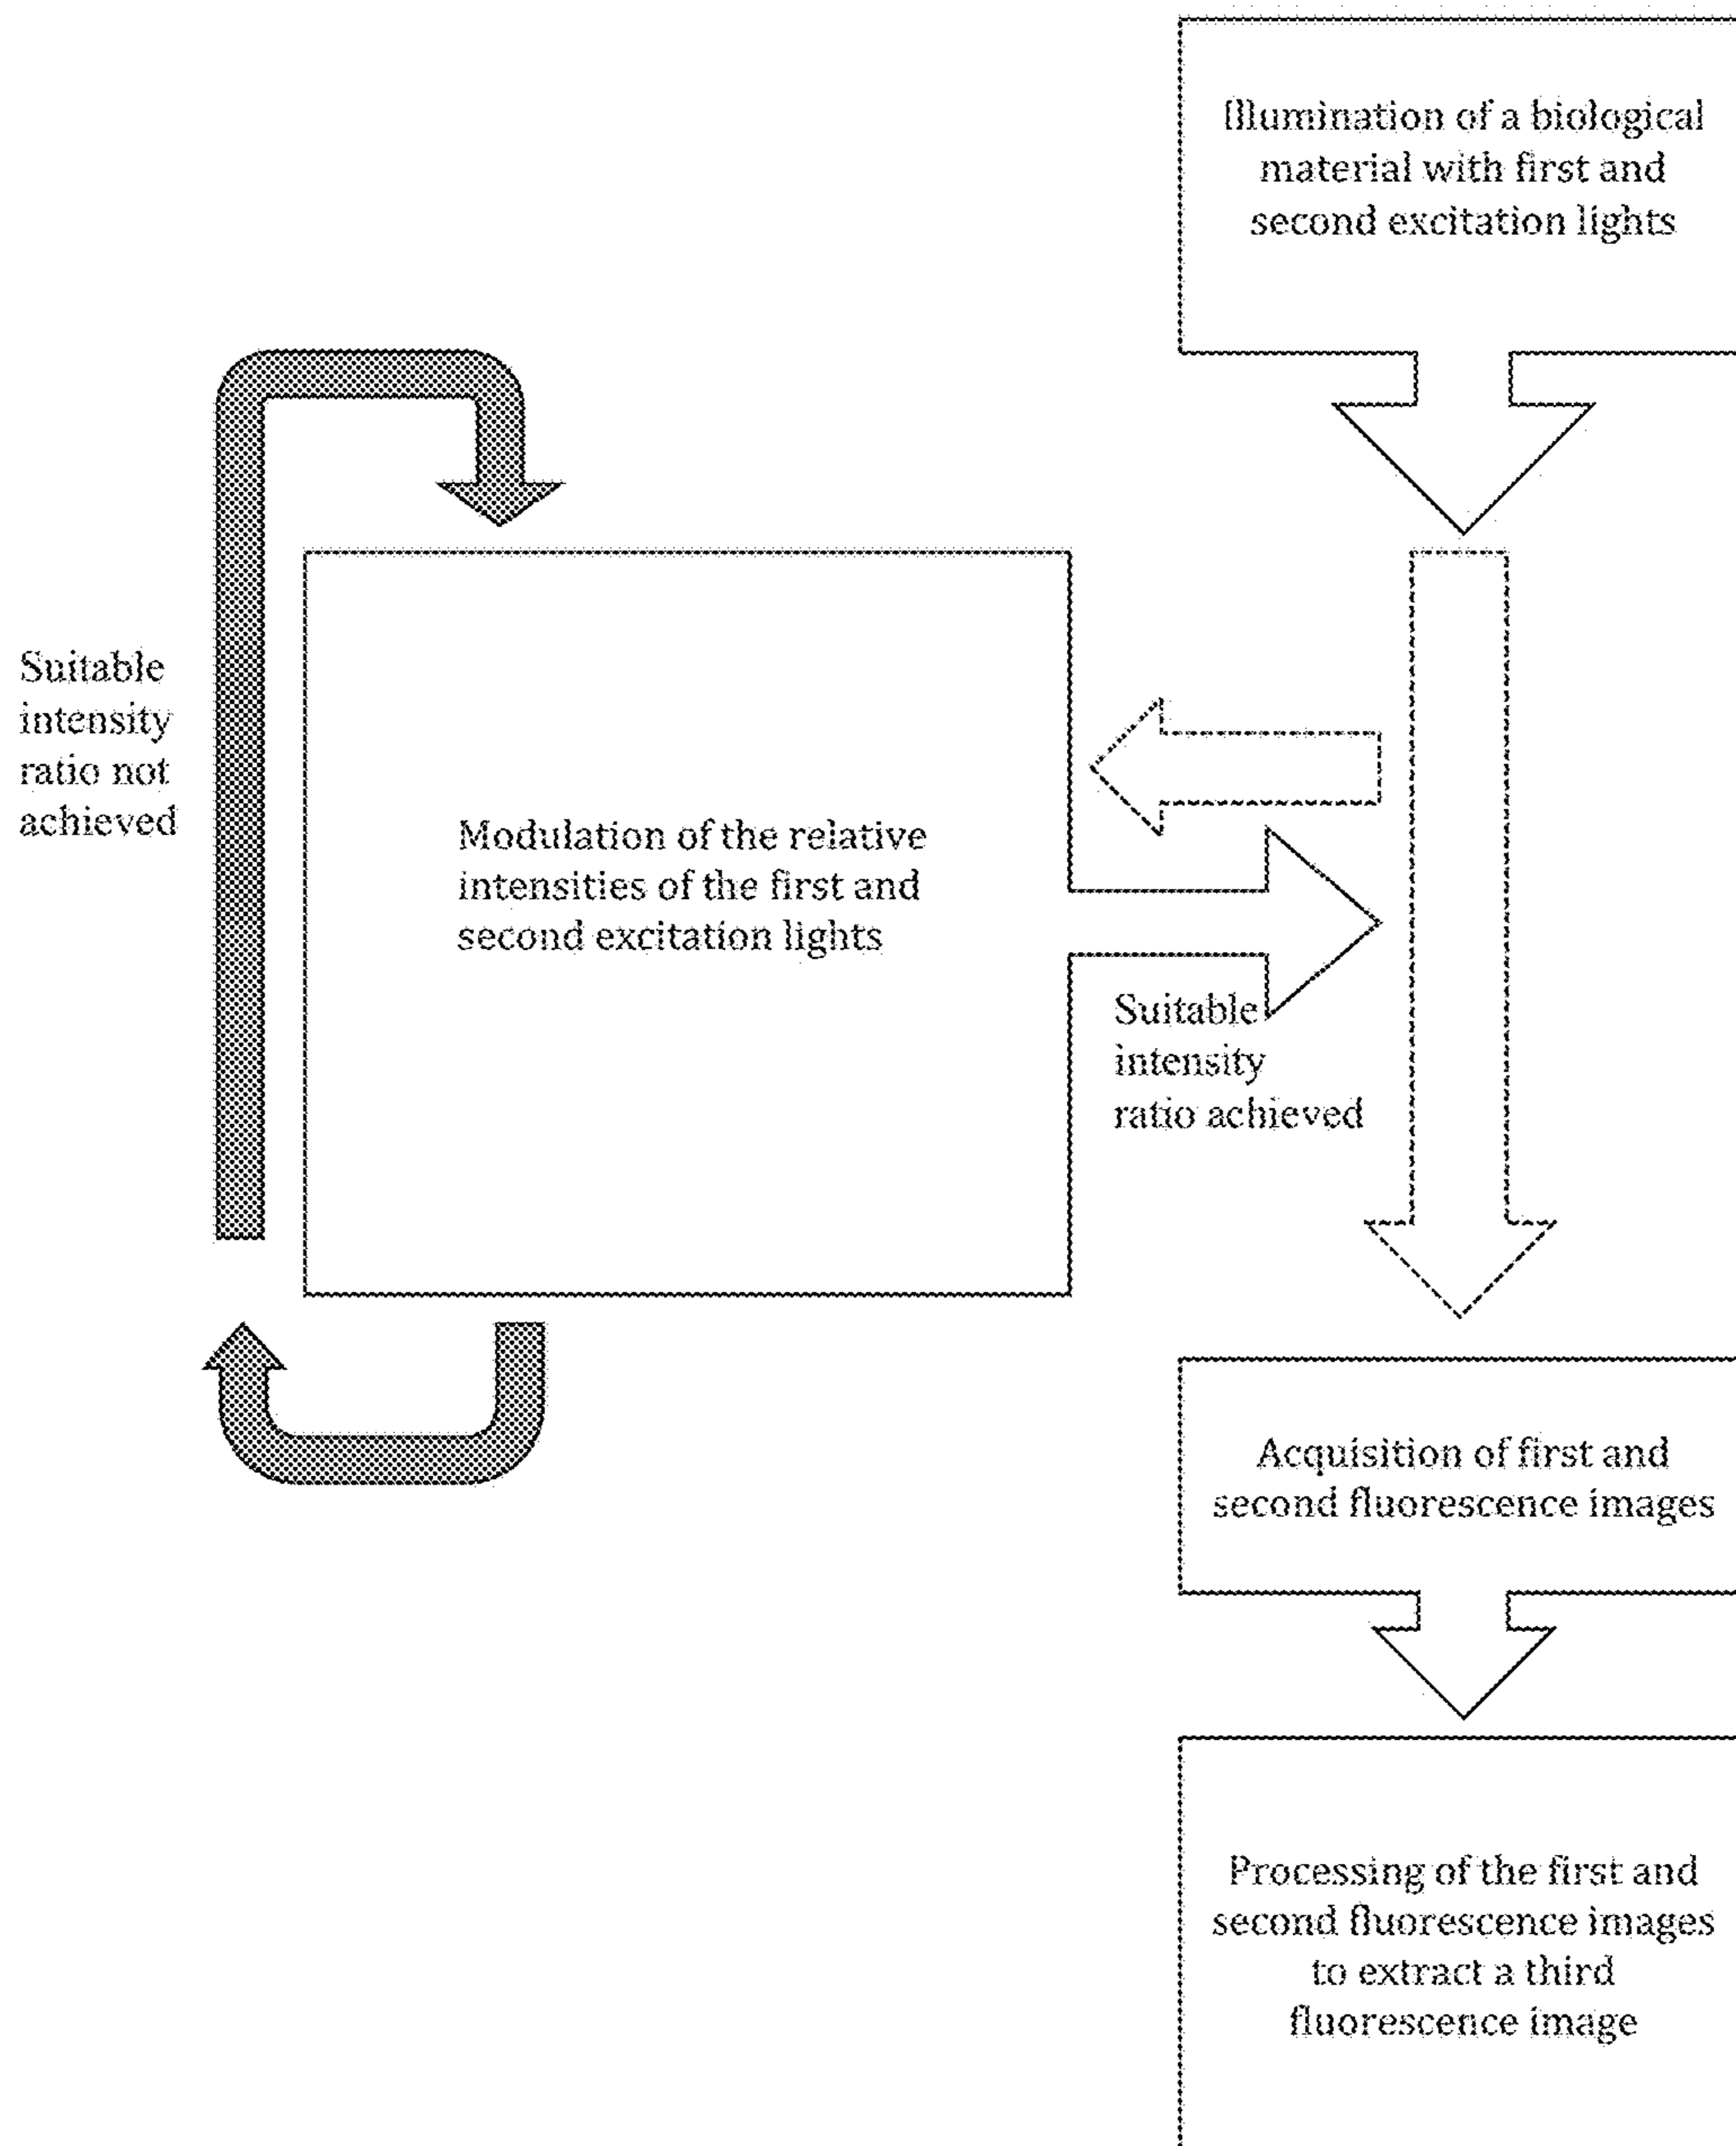 Illumination of a biological
material with first and
second excitation lights
Suitable
intensity
ratio not
achieved
Modulation of the relative
intensities of the first and
second excitation lights
Suitable
intensity
ratio achieved
Acquisition of first and
second fluorescence images
Processing of the first and
second fluorescence images
to extract a third
fluorescence image